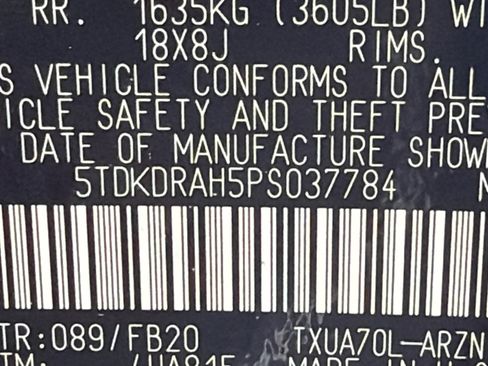 RR. 1635KG (3605LB) WI
18X8J RIMS.
S VEHICLE CONFORMS TO ALL
ICLE SAFETY AND THEFT PRE
DATE OF MANUFACTURE SHOW
5TDKDRAH5PS037784
TR:089/FB20 TXUA70L-ARZN